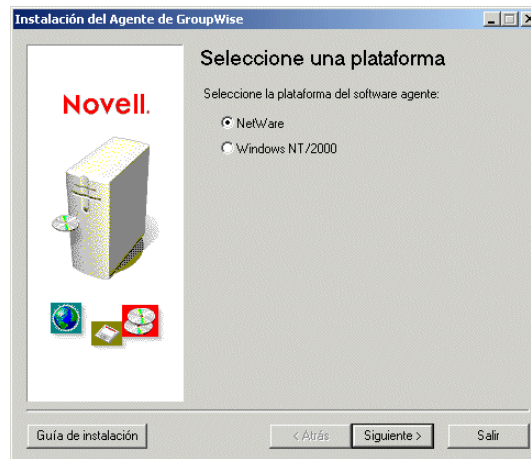 Instalación del Agente de GroupWise
Novell.
Seleccione una plataforma
Seleccione la plataforma del software agente:
NetWare
Windows NT/2000
Guía de instalación
< Atrás
Siguiente >
Salir